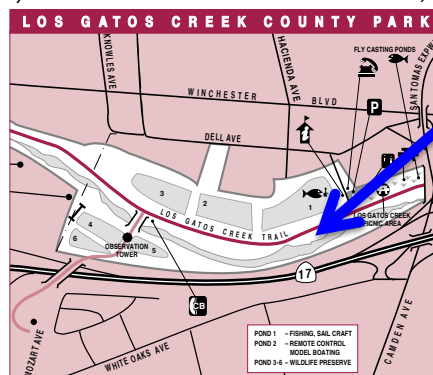 LOS GATOS CREEK COUNTY PARK
FLY CASTING PONDS
KNOWLES AVE
HACIENDA AVE
SAN TOMAS EXPW
WINCHESTER BLVD
P
DELL AVE
3
2
1
LOS GATOS CREEK TRAIL
LOS GATOS CREEK
PICNIC AREA
4
6
5
OBSERVATION
TOWER
17
CB
POND 1 – FISHING, SAIL CRAFT
POND 2 – REMOTE CONTROL
MODEL BOATING
POND 3-6 – WILDLIFE PRESERVE
MOZART AVE
WHITE OAKS AVE
CAMDEN AVE